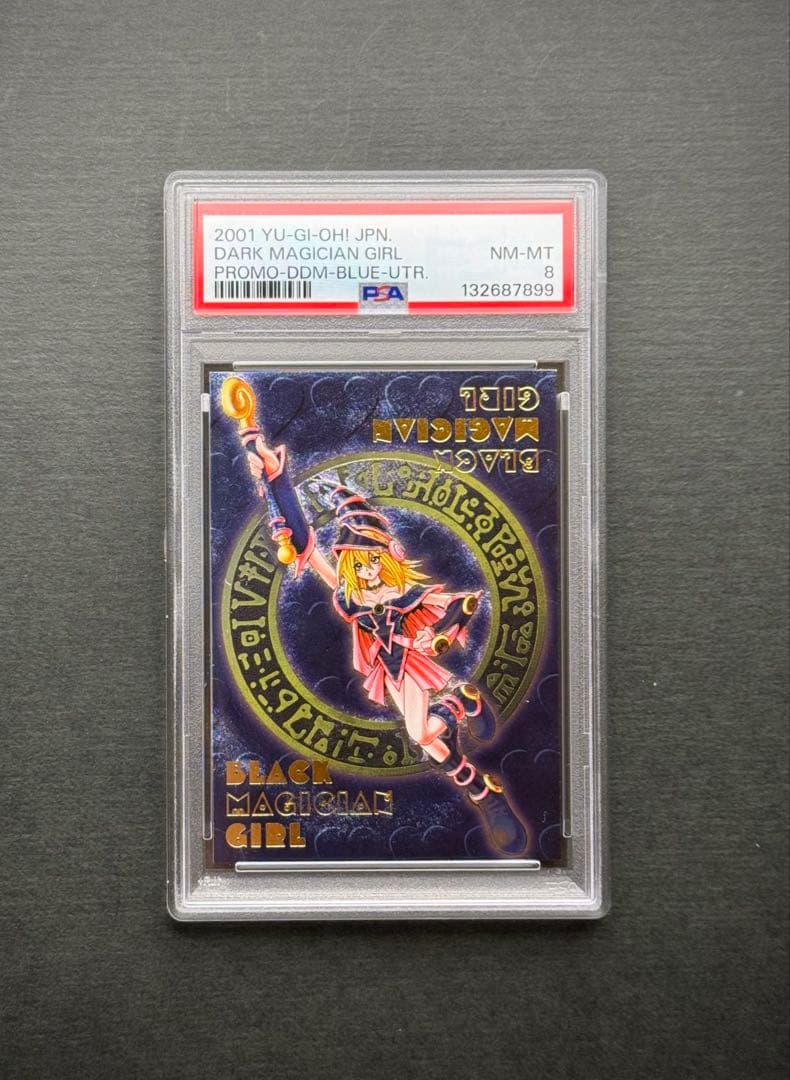 2001 YU-GI-OH! JPN.
DARK MAGICIAN GIRL
PROMO-DDM-BLUE-UTR.
NM-MT
8
PSA
132687899
BLACK
MAGICIAN
GIRL
BLACK
MAGICIAN
GIRL